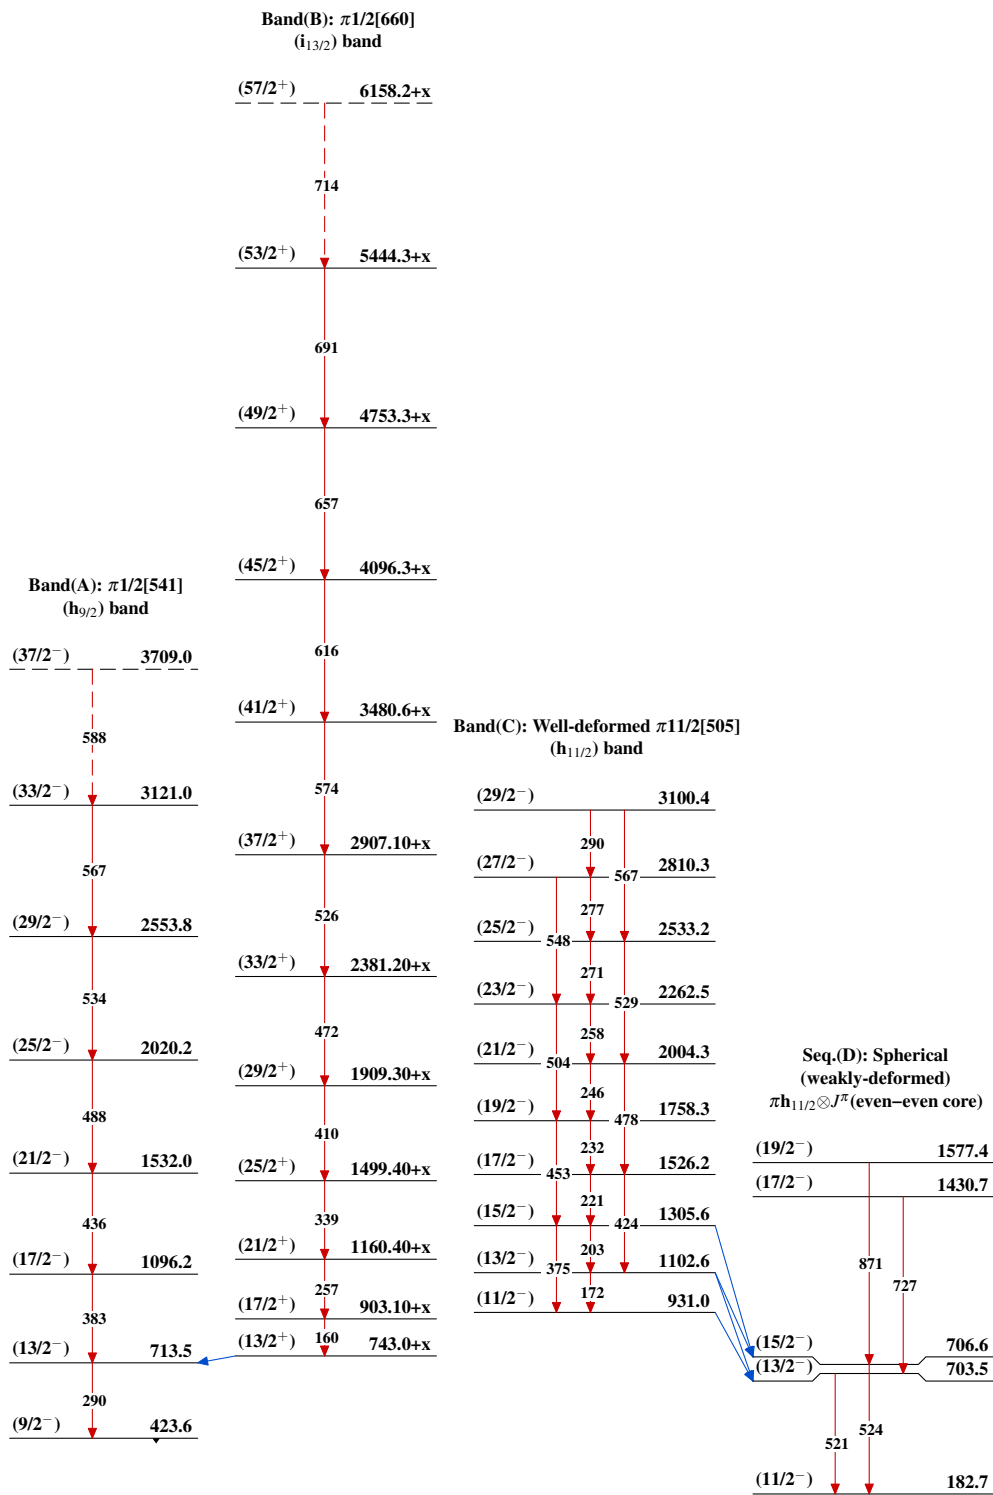 Band(B): π1/2[660]
(i13/2) band
(57/2+) 6158.2+x
714
(53/2+) 5444.3+x
691
(49/2+) 4753.3+x
657
(45/2+) 4096.3+x
616
(41/2+) 3480.6+x
574
(37/2+) 2907.10+x
526
(33/2+) 2381.20+x
472
(29/2+) 1909.30+x
410
(25/2+) 1499.40+x
339
(21/2+) 1160.40+x
257
(17/2+) 903.10+x
160
(13/2+) 743.0+x
Band(A): π1/2[541]
(h9/2) band
(37/2−) 3709.0
588
(33/2−) 3121.0
567
(29/2−) 2553.8
534
(25/2−) 2020.2
488
(21/2−) 1532.0
436
(17/2−) 1096.2
383
(13/2−) 713.5
290
(9/2−) 423.6
Band(C): Well-deformed π11/2[505]
(h11/2) band
(29/2−) 3100.4
290
567
(27/2−) 2810.3
277
548
(25/2−) 2533.2
271
529
(23/2−) 2262.5
258
504
(21/2−) 2004.3
246
478
(19/2−) 1758.3
232
453
(17/2−) 1526.2
221
424
(15/2−) 1305.6
203
375
(13/2−) 1102.6
172
(11/2−) 931.0
Seq.(D): Spherical
(weakly-deformed)
πh11/2⊗Jπ(even−even core)
(19/2−) 1577.4
(17/2−) 1430.7
871
727
(15/2−) 706.6
(13/2−) 703.5
524
521
(11/2−) 182.7